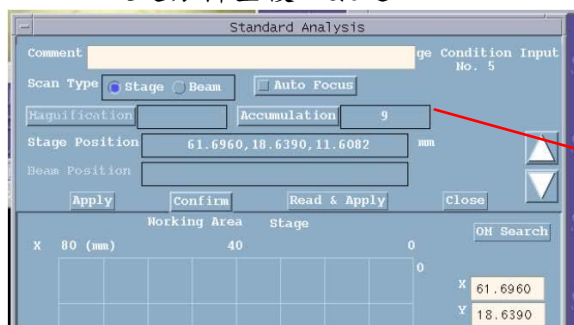 Standard Analysis
Comment
ge Condition Input
No. 5
Scan Type Stage Beam Auto Focus
Magnification Accumulation 9
Stage Position 61.6960,18.6390,11.6082 mm
Beam Position
Apply Confirm Read & Apply Close
Working Area Stage
OM Search
X 80 (mm) 40 0
0
X 61.6960
Y 18.6390